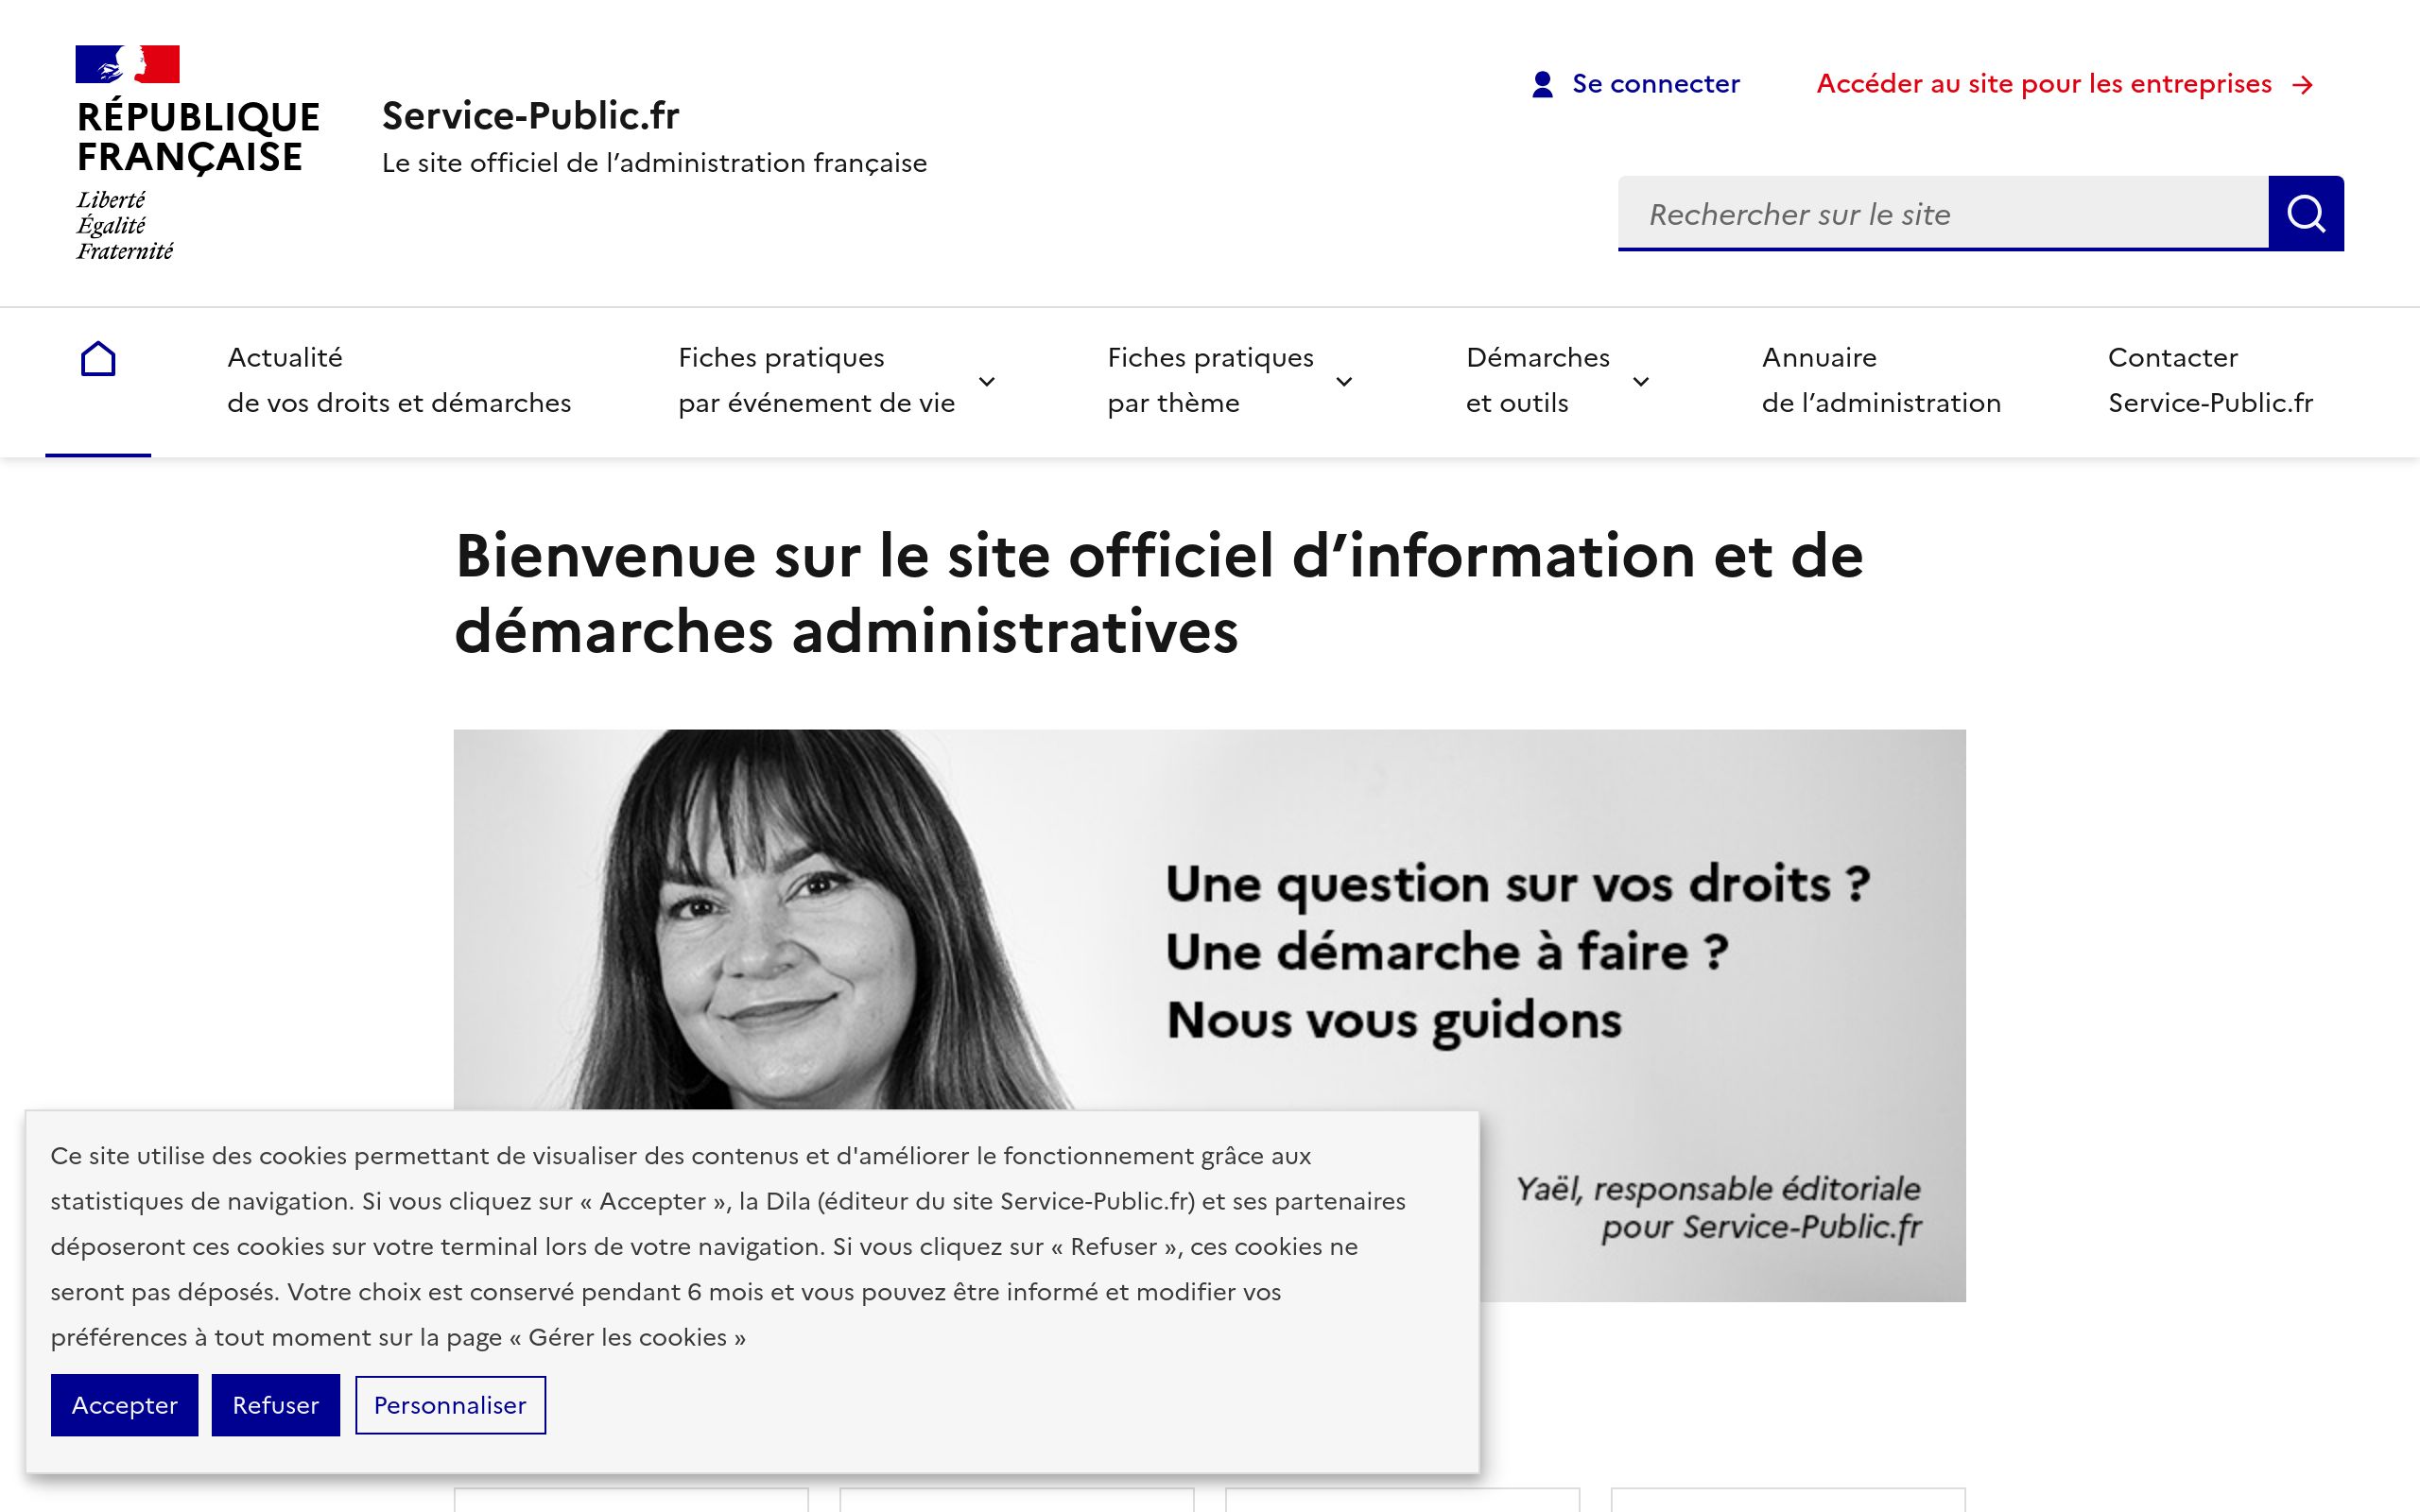 RÉPUBLIQUE
FRANÇAISE
Liberté
Égalité
Fraternité
Service-Public.fr
Le site officiel de l’administration française
Se connecter
Accéder au site pour les entreprises
Rechercher sur le site
Actualité
de vos droits et démarches
Fiches pratiques
par événement de vie
Fiches pratiques
par thème
Démarches
et outils
Annuaire
de l’administration
Contacter
Service-Public.fr
Bienvenue sur le site officiel d’information et de
démarches administratives
Une question sur vos droits ?
Une démarche à faire ?
Nous vous guidons
Yaël, responsable éditoriale
pour Service-Public.fr
Ce site utilise des cookies permettant de visualiser des contenus et d'améliorer le fonctionnement grâce aux
statistiques de navigation. Si vous cliquez sur « Accepter », la Dila (éditeur du site Service-Public.fr) et ses partenaires
déposeront ces cookies sur votre terminal lors de votre navigation. Si vous cliquez sur « Refuser », ces cookies ne
seront pas déposés. Votre choix est conservé pendant 6 mois et vous pouvez être informé et modifier vos
préférences à tout moment sur la page « Gérer les cookies »
Accepter
Refuser
Personnaliser